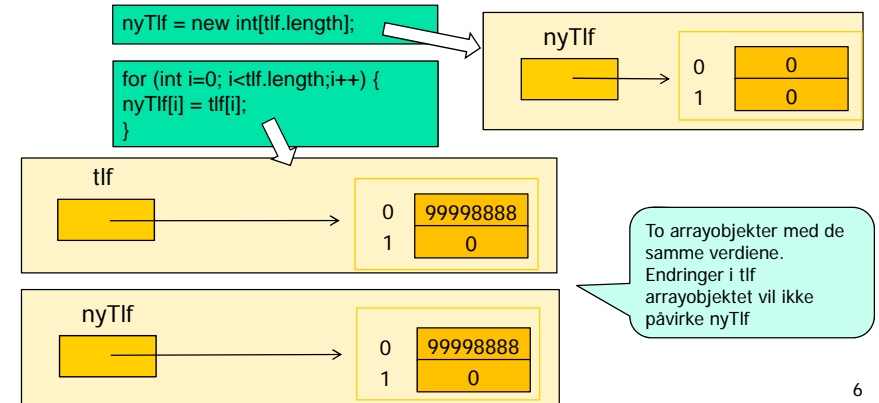 nyTlf = new int[tlf.length];
nyTlf
0 0
1 0
for (int i=0; i<tlf.length;i++) {
nyTlf[i] = tlf[i];
}
tlf
0 99998888
1 0
To arrayobjekter med de
samme verdiene.
Endringer i tlf
arrayobjektet vil ikke
påvirke nyTlf
nyTlf
0 99998888
1 0
6